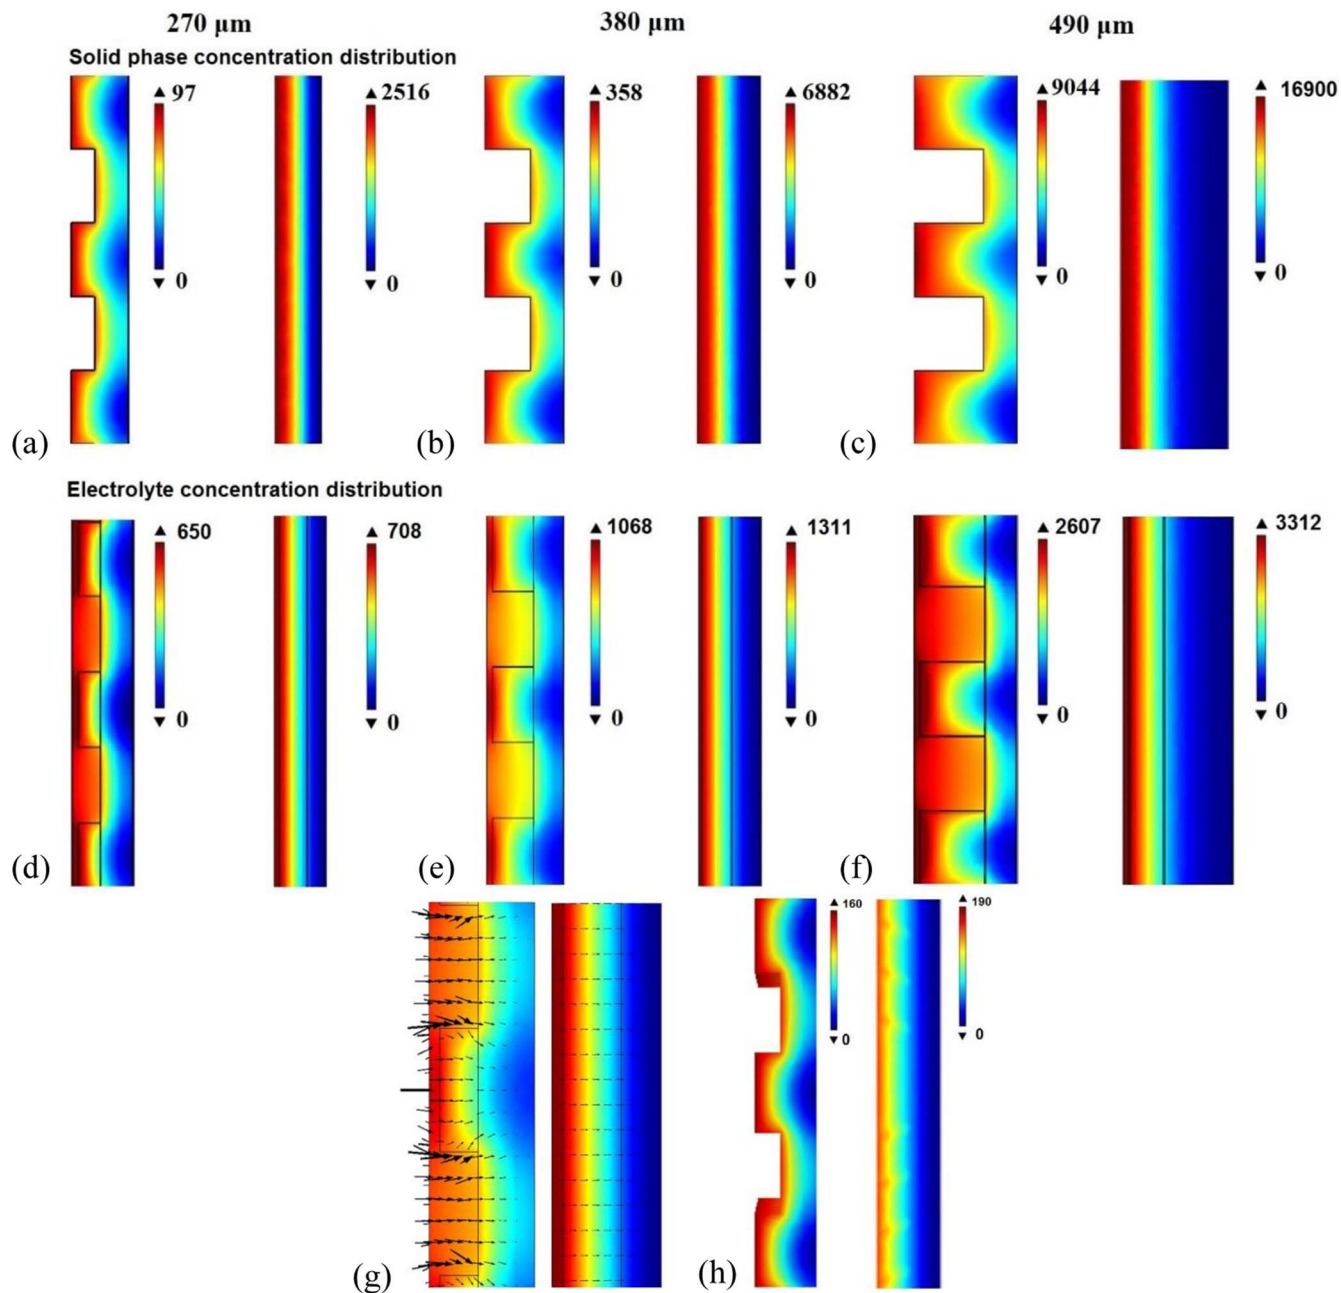 270 µm 380 µm 490 µm
Solid phase concentration distribution
97 2516 358 6882 9044 16900
0 0 0 0 0 0
(a) (b) (c)
Electrolyte concentration distribution
650 708 1068 1311 2607 3312
0 0 0 0 0 0
(d) (e) (f)
160 190
0 0
(g) (h)